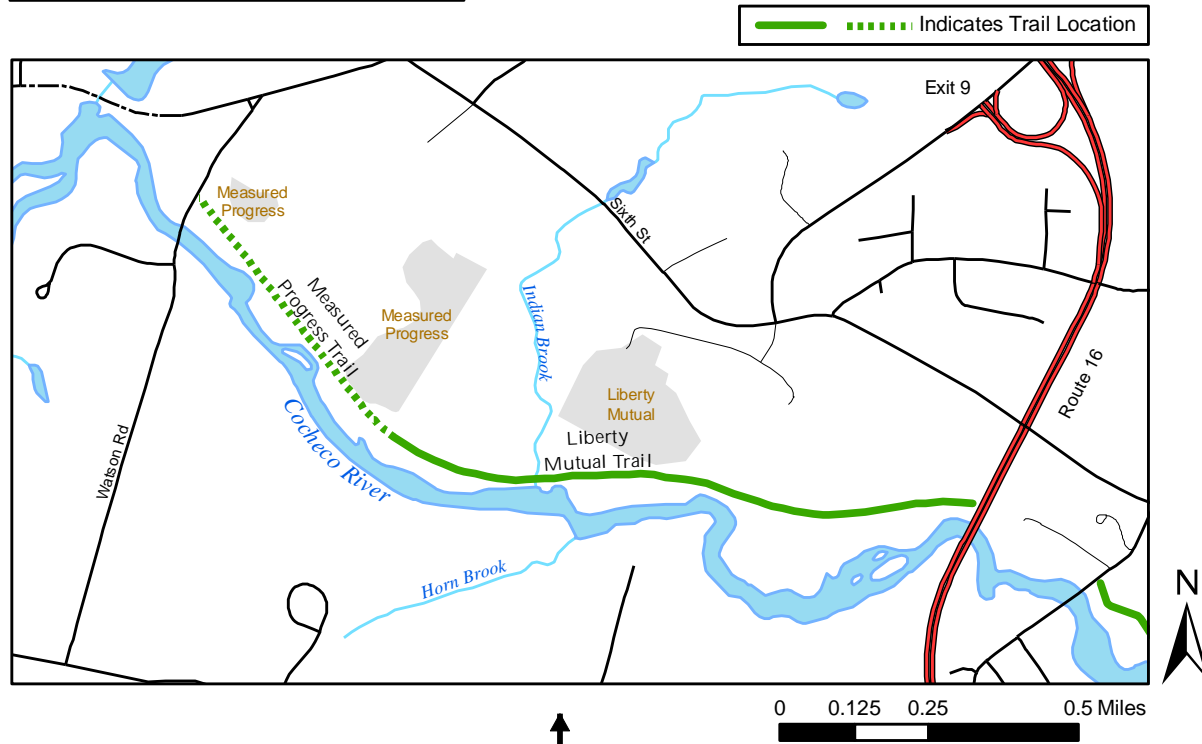 Indicates Trail Location
Exit 9
Measured
Progress
Sixth St
Measured
Progress Trail
Measured
Progress
Indian Brook
Route 16
Liberty
Mutual
Cocheco River
Watson Rd
Liberty
Mutual Trail
Horn Brook
N
0 0.125 0.25 0.5 Miles